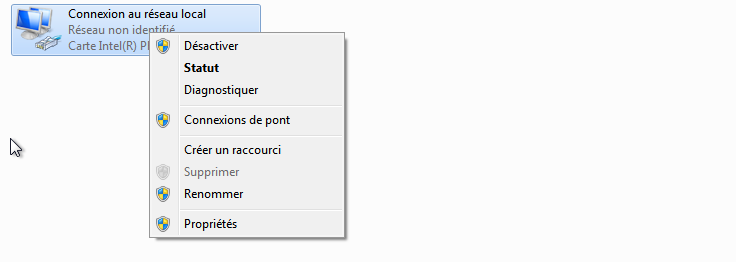 Connexion au réseau local
Réseau non identifié
Carte Intel(R)
Désactiver
Statut
Diagnostiquer
Connexions de pont
Créer un raccourci
Supprimer
Renommer
Propriétés